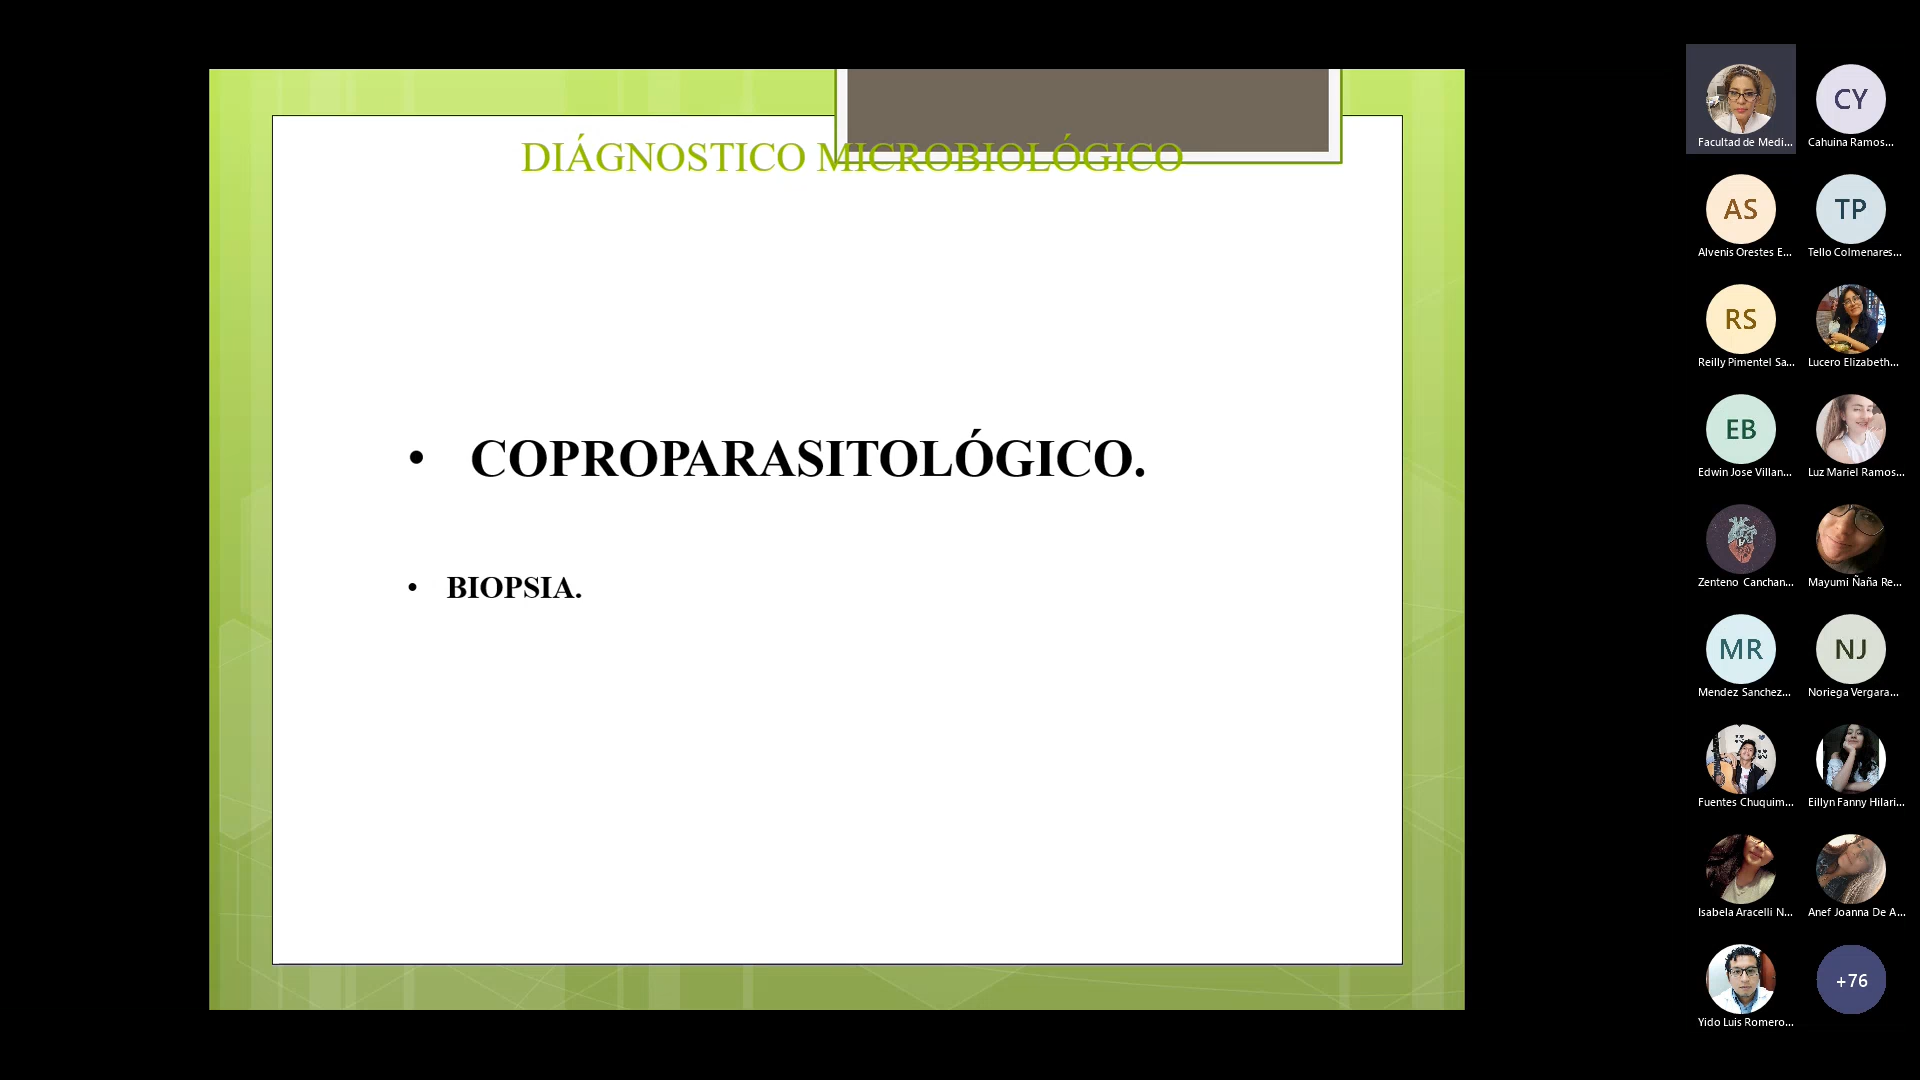 DIÁGNOSTICO MICROBIOLÓGICO
• COPROPARASITOLÓGICO.
• BIOPSIA.
Facultad de Medi...
CY
Cahuina Ramos...
AS
Alvenis Orestes E...
TP
Tello Colmenares...
RS
Reilly Pimentel Sa...
Lucero Elizabeth...
EB
Edwin Jose Villan...
Luz Mariel Ramos...
Zenteno Canchan...
Mayumi Ñaña Re...
MR
Mendez Sanchez...
NJ
Noriega Vergara...
Fuentes Chuquim...
Eillyn Fanny Hilari...
Isabela Aracelli N...
Anef Joanna De A...
Yido Luis Romero...
+76